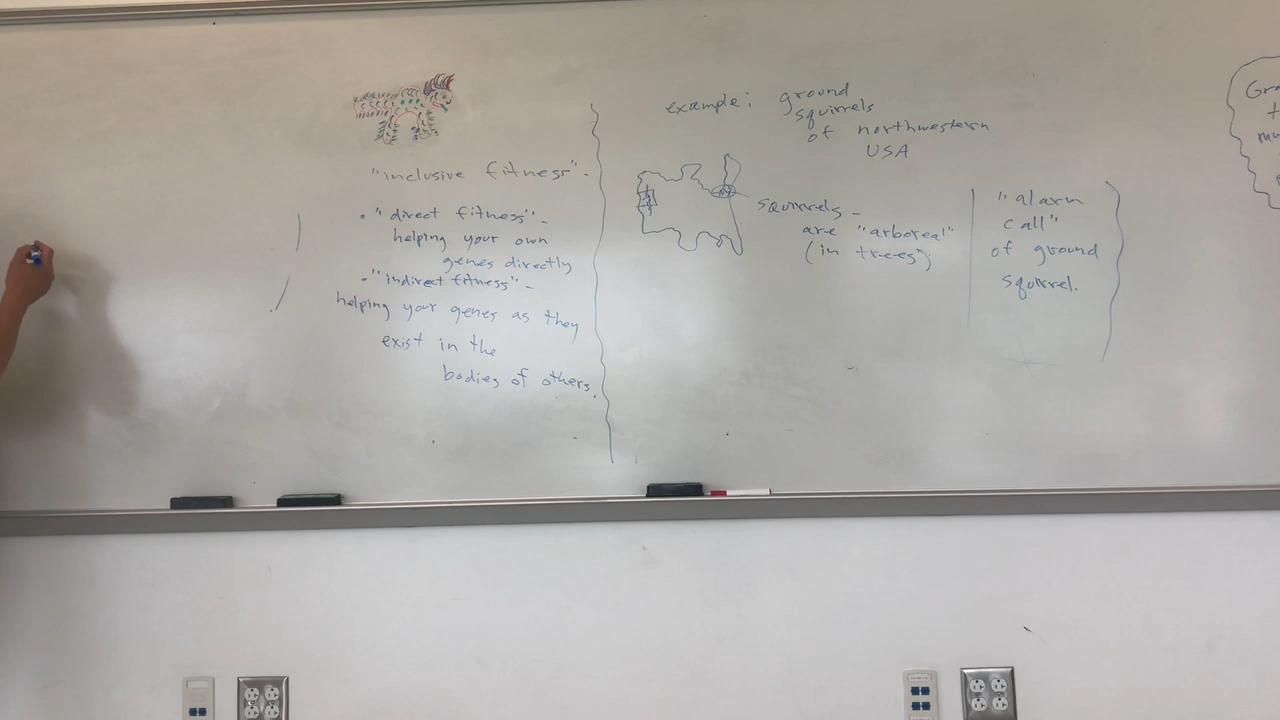 "inclusive fitness".
• "direct fitness" -
helping your own
genes directly
• "indirect fitness" -
helping your genes as they
exist in the
bodies of others.
example: ground
squirrels
of northwestern
USA
squirrels -
are "arboreal"
(in trees)
"alarm
call"
of ground
squirrel.